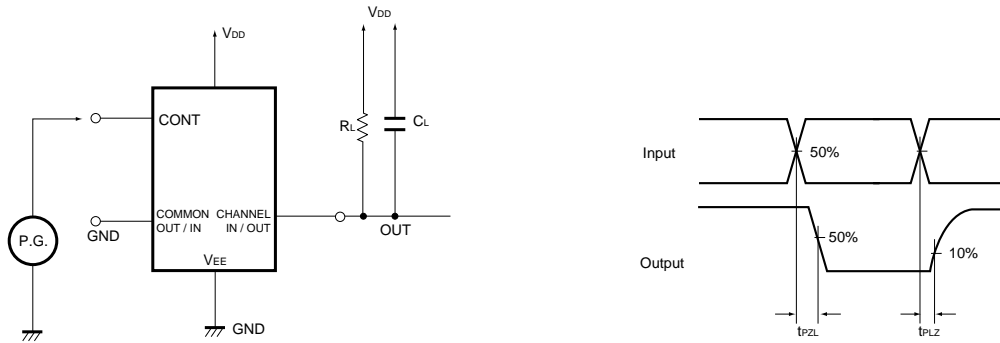 VDD
VDD
CONT
RL
CL
COMMON
OUT / IN
CHANNEL
IN / OUT
GND
P.G.
OUT
VEE
GND
Input
50%
Output
50%
10%
tPZL
tPLZ